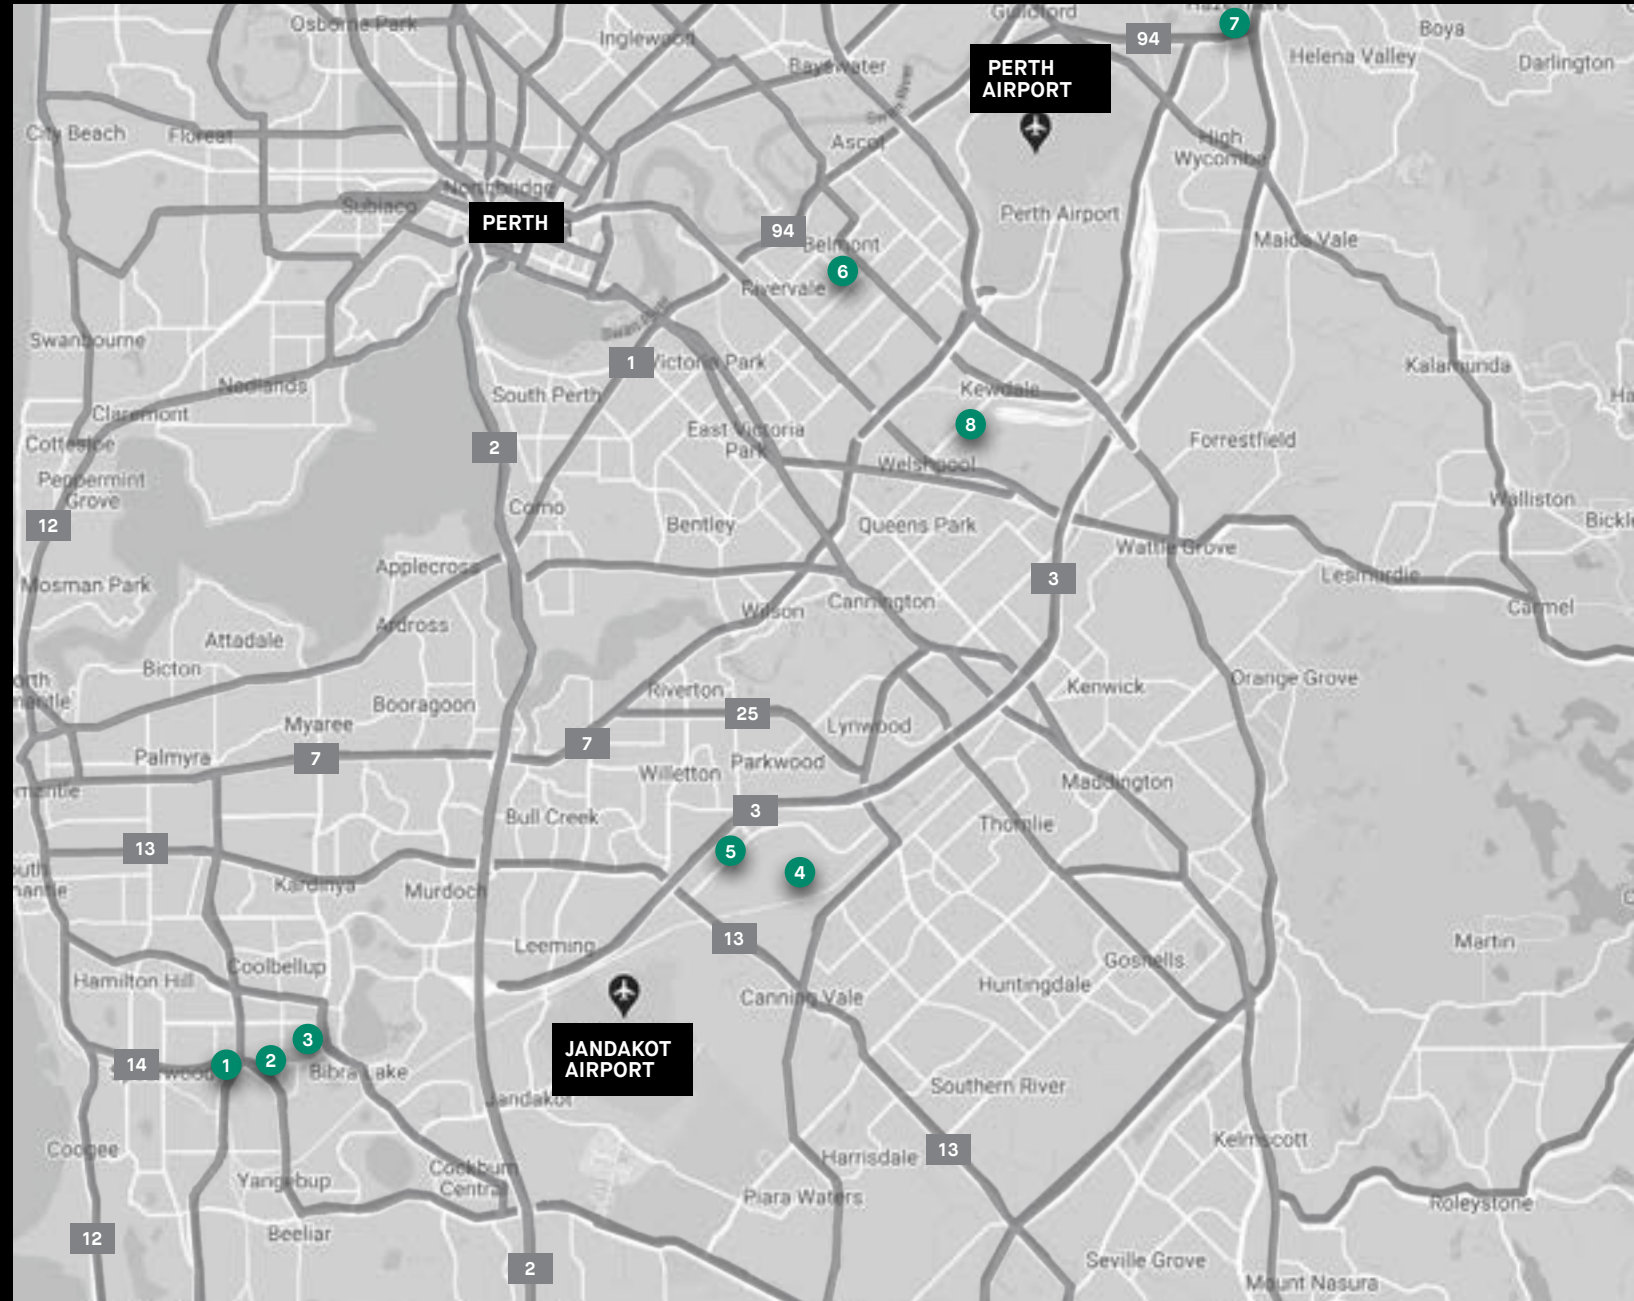 Guildford
7
Osborne Park
Inglewood
94
Boya
Helena Valley
Darlington
Bayswater
PERTH
AIRPORT
City Beach
Floreat
Ascot
High
Wycombe
Northbridge
Subiaco
PERTH
94
Perth Airport
Belmont
Maida Vale
6
Rivervale
Swan River
Swanbourne
1
Victoria Park
Kalamunda
Nedlands
South Perth
Kewdale
Claremont
8
East Victoria
Park
Forrestfield
Cottesloe
2
Welshpool
Peppermint
Grove
Walliston
Como
12
Bentley
Queens Park
Wattle Grove
Applecross
3
Lesmurdie
Mosman Park
Wilson
Cannington
Carmel
Ardross
Attadale
Bicton
Orange Grove
Riverton
Kenwick
Booragoon
25
Myaree
Lynwood
7
Palmyra
7
Parkwood
Willetton
Maddington
3
Bull Creek
Thornlie
13
5
4
Kardinya
Murdoch
13
Martin
Leeming
Gosnells
Coolbellup
Hamilton Hill
Huntingdale
Canning Vale
3
JANDAKOT
AIRPORT
14
1
2
Bibra Lake
Southern River
Jandakot
Kelmscott
Coogee
13
Harrisdale
Cockburn
Central
Yangebup
Piara Waters
Roleystone
Beeliar
12
Seville Grove
2
Mount Nasura